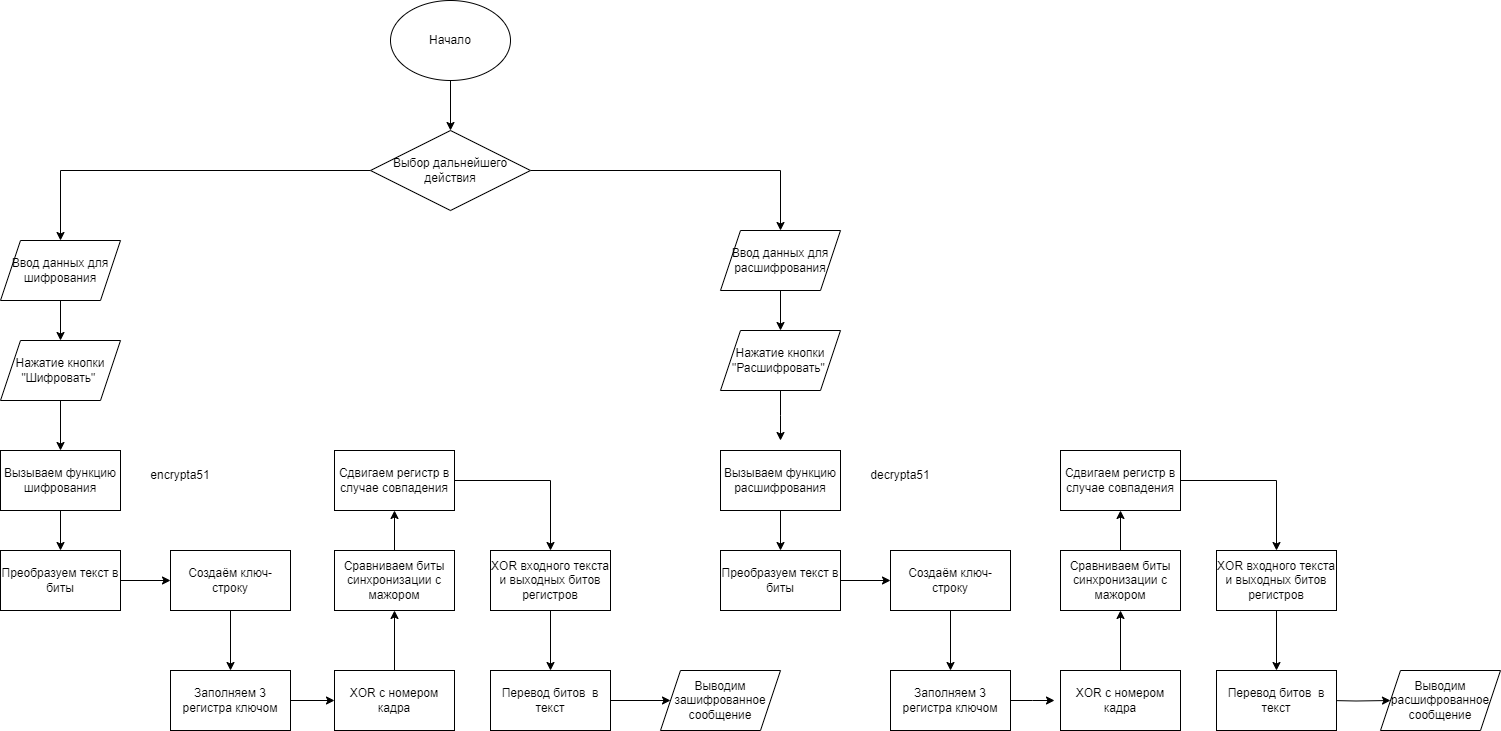 Начало
Выбор дальнейшего
действия
Ввод данных для
шифрования
Нажатие кнопки
"Шифровать"
Вызываем функцию
шифрования
encrypta51
Преобразуем текст в
биты
Создаём ключ-
строку
Заполняем 3
регистра ключом
XOR с номером
кадра
Сравниваем биты
синхронизации с
мажором
Сдвигаем регистр в
случае совпадения
XOR входного текста
и выходных битов
регистров
Перевод битов в
текст
Выводим
зашифрованное
сообщение
Ввод данных для
расшифрования
Нажатие кнопки
"Расшифровать"
Вызываем функцию
расшифрования
decrypta51
Преобразуем текст в
биты
Создаём ключ-
строку
Заполняем 3
регистра ключом
XOR с номером
кадра
Сравниваем биты
синхронизации с
мажором
Сдвигаем регистр в
случае совпадения
XOR входного текста
и выходных битов
регистров
Перевод битов в
текст
Выводим
расшифрованное
сообщение